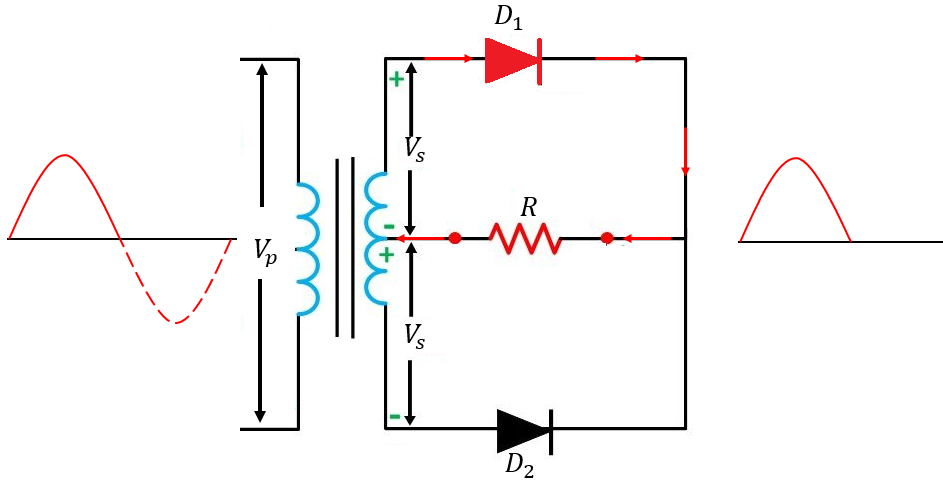 D₁
+
Vₛ
R
-
+
Vₚ
Vₛ
-
D₂